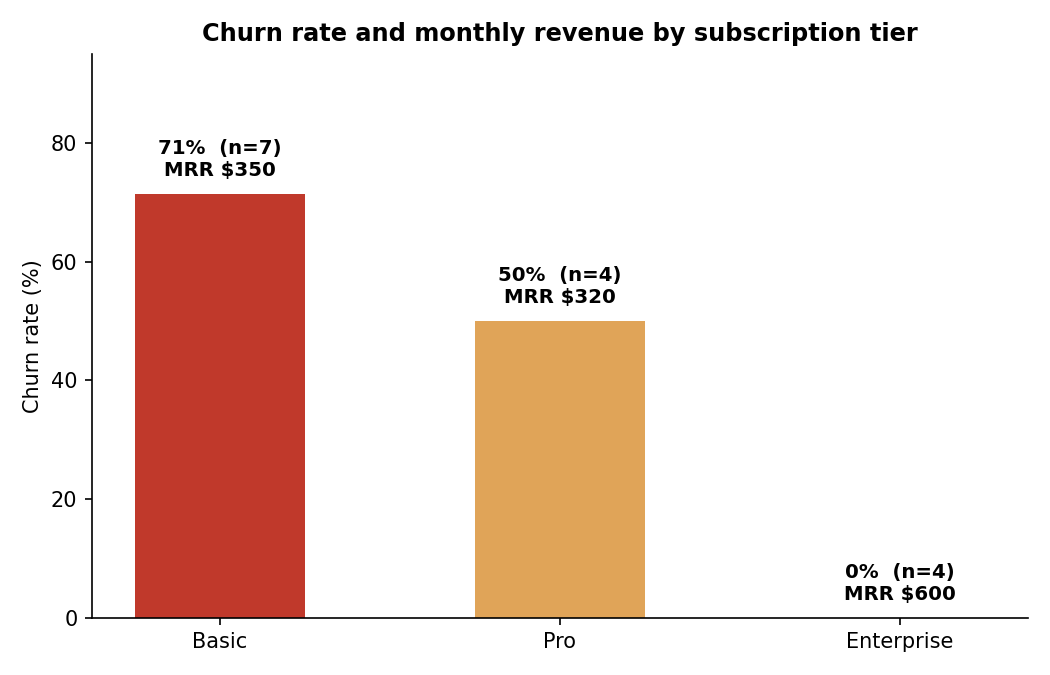 Churn rate and monthly revenue by subscription tier
Churn rate (%)
80
60
40
20
0
71%  (n=7)
MRR $350
50%  (n=4)
MRR $320
0%  (n=4)
MRR $600
Basic
Pro
Enterprise